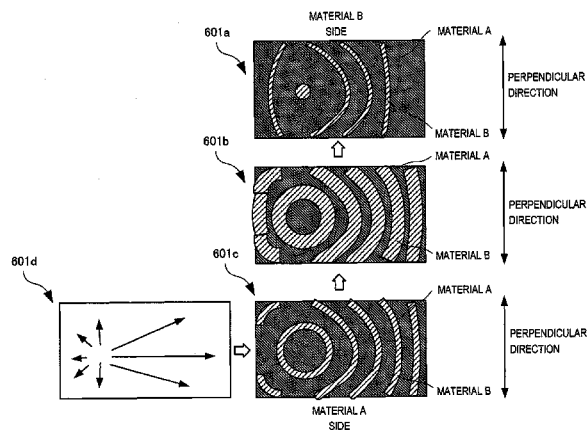 MATERIAL B
SIDE
601a
MATERIAL A
PERPENDICULAR
DIRECTION
MATERIAL B
601b
MATERIAL A
PERPENDICULAR
DIRECTION
MATERIAL B
601d
601c
MATERIAL A
PERPENDICULAR
DIRECTION
MATERIAL B
MATERIAL A
SIDE